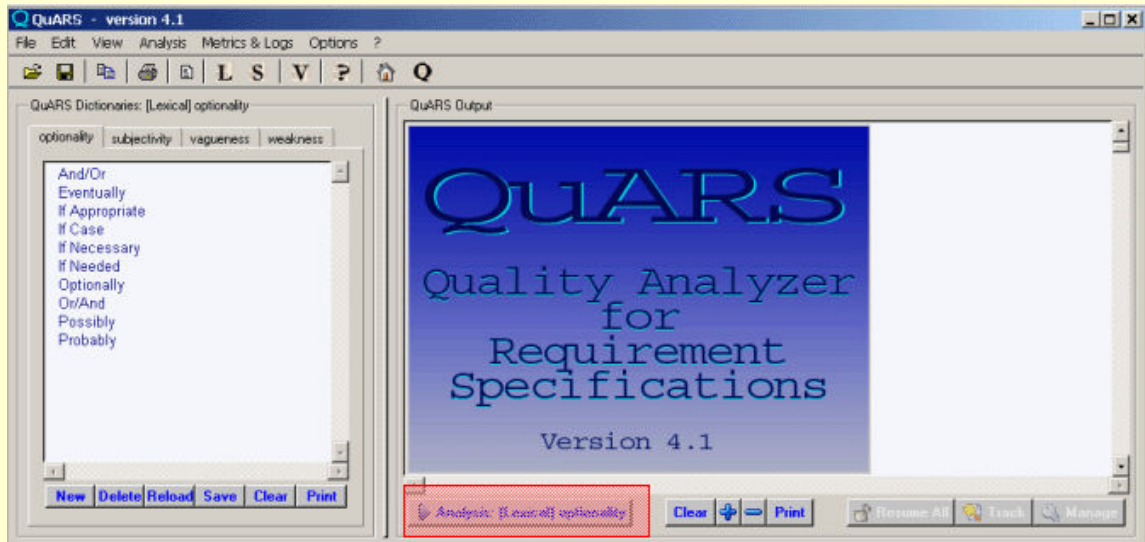 QuARS - version 4.1
File Edit View Analysis Metrics & Logs Options ?
L S V ? Q
QuARS Dictionaries: [Lexical] optionality
optionality subjectivity vagueness weakness
And/Or
Eventually
If Appropriate
If Case
If Necessary
If Needed
Optionally
Or/And
Possibly
Probably
New Delete Reload Save Clear Print
QuARS Output
QuARS
Quality Analyzer
for
Requirement
Specifications
Version 4.1
Analysis: [Lexical] optionality Clear Print Resume All Track Manage